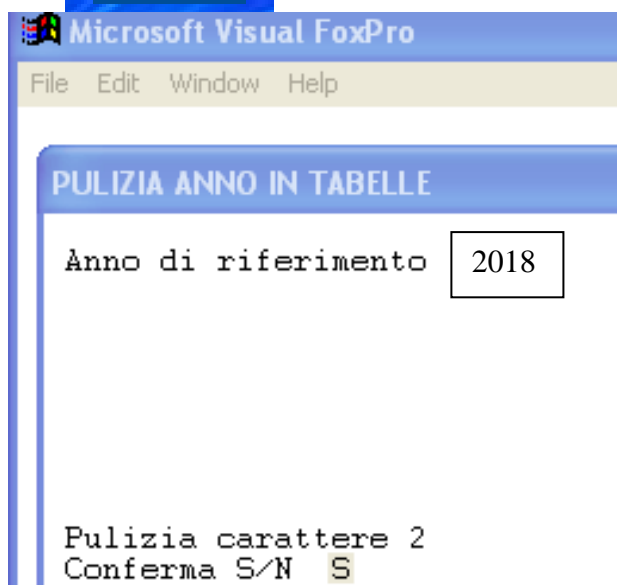 Microsoft Visual FoxPro
File Edit Window Help
PULIZIA ANNO IN TABELLE
Anno di riferimento 2018
Pulizia carattere 2
Conferma S/N S